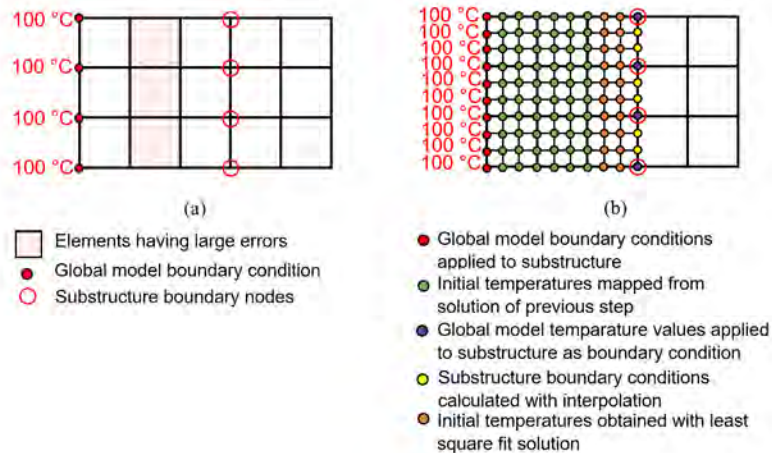 100 °C
100 °C
100 °C
100 °C
(a)
Elements having large errors
Global model boundary condition
Substructure boundary nodes
100 °C
100 °C
100 °C
100 °C
100 °C
100 °C
100 °C
100 °C
100 °C
100 °C
(b)
Global model boundary conditions
applied to substructure
Initial temperatures mapped from
solution of previous step
Global model temparature values applied
to substructure as boundary condition
Substructure boundary conditions
calculated with interpolation
Initial temperatures obtained with least
square fit solution